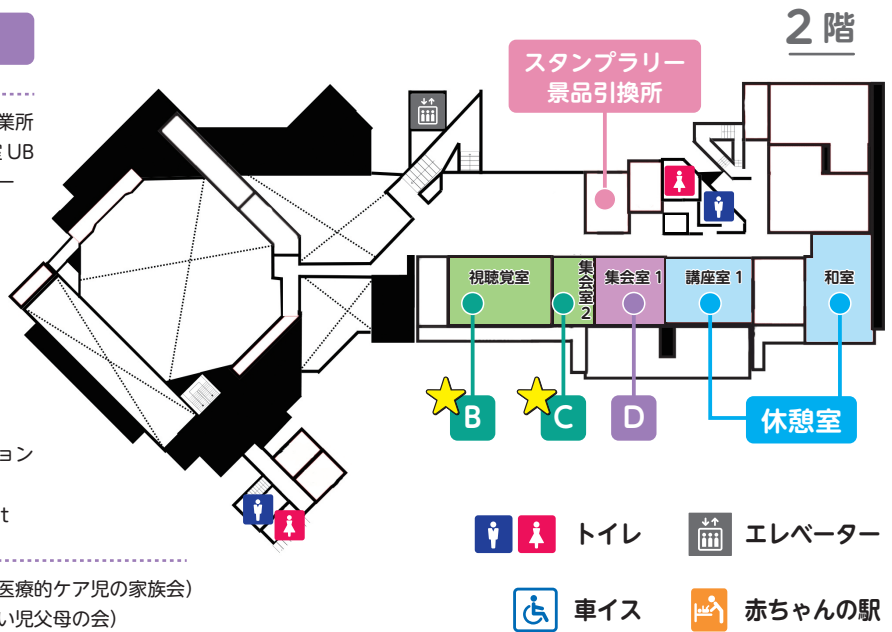 2 階
スタンプラリー
景品引換所
業所
UB
ー
視聴覚室
集会室 2
集会室 1
講座室 1
和室
B
C
D
休憩室
ョン
t
医療的ケア児の家族会）
い児父母の会）
トイレ
エレベーター
車イス
赤ちゃんの駅